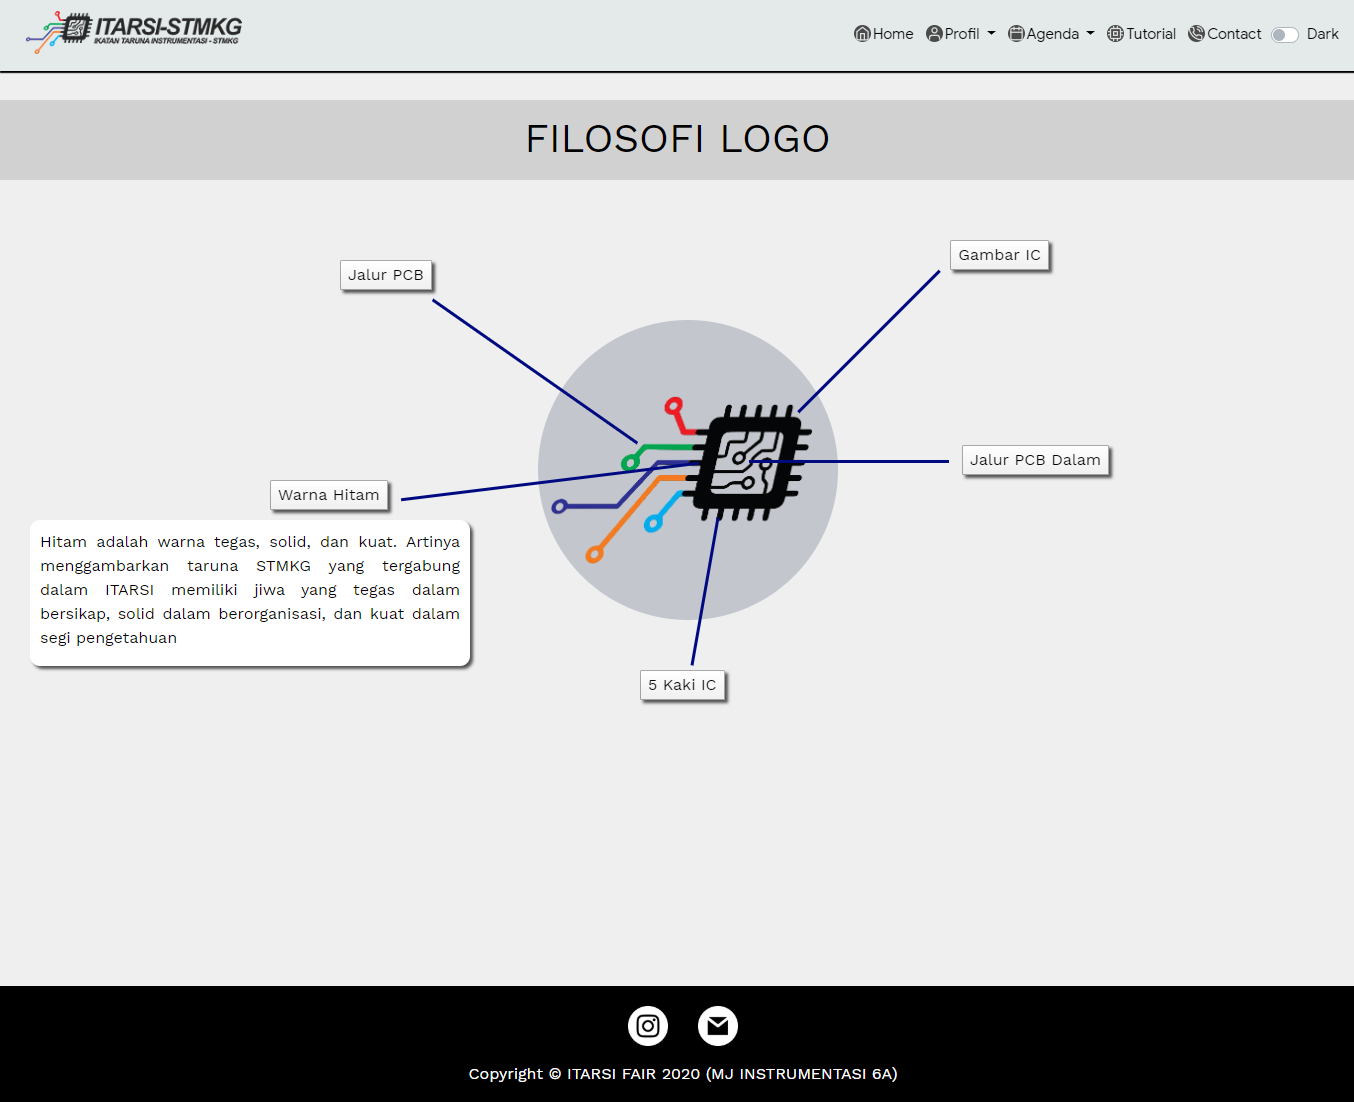 ITARSI-STMKG
IKATAN TARUNA INSTRUMENTASI - STMKG
Home Profil Agenda Tutorial Contact Dark
FILOSOFI LOGO
Gambar IC
Jalur PCB
Jalur PCB Dalam
Warna Hitam
Hitam adalah warna tegas, solid, dan kuat. Artinya
menggambarkan taruna STMKG yang tergabung
dalam ITARSI memiliki jiwa yang tegas dalam
bersikap, solid dalam berorganisasi, dan kuat dalam
segi pengetahuan
5 Kaki IC
Copyright © ITARSI FAIR 2020 (MJ INSTRUMENTASI 6A)